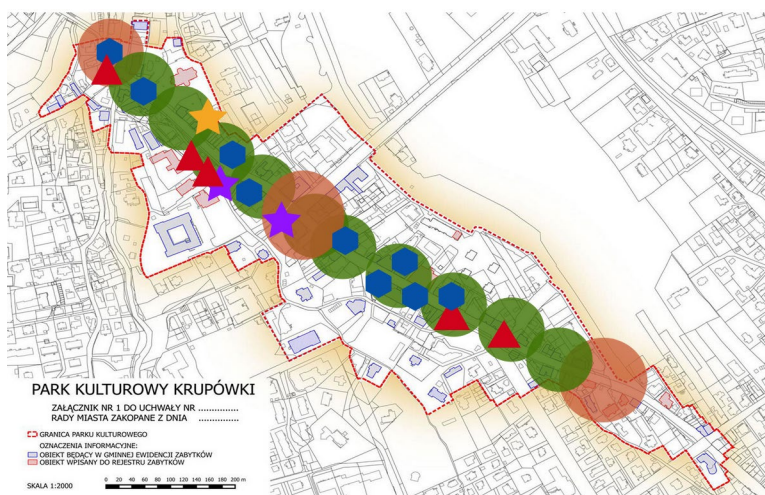 PARK KULTUROWY KRUPÓWKI
ZAŁĄCZNIK NR 1 DO UCHWAŁY NR ...............
RADY MIASTA ZAKOPANE Z DNIA ...............
GRANICA PARKU KULTUROWEGO
OZNACZENIA INFORMACYJNE:
OBIEKT BĘDĄCY W GMINNEJ EWIDENCJI ZABYTKÓW
OBIEKT WPISANY DO REJESTRU ZABYTKÓW
0 20 40 60 80 100 120 140 160 180 200 m
SKALA 1:2000